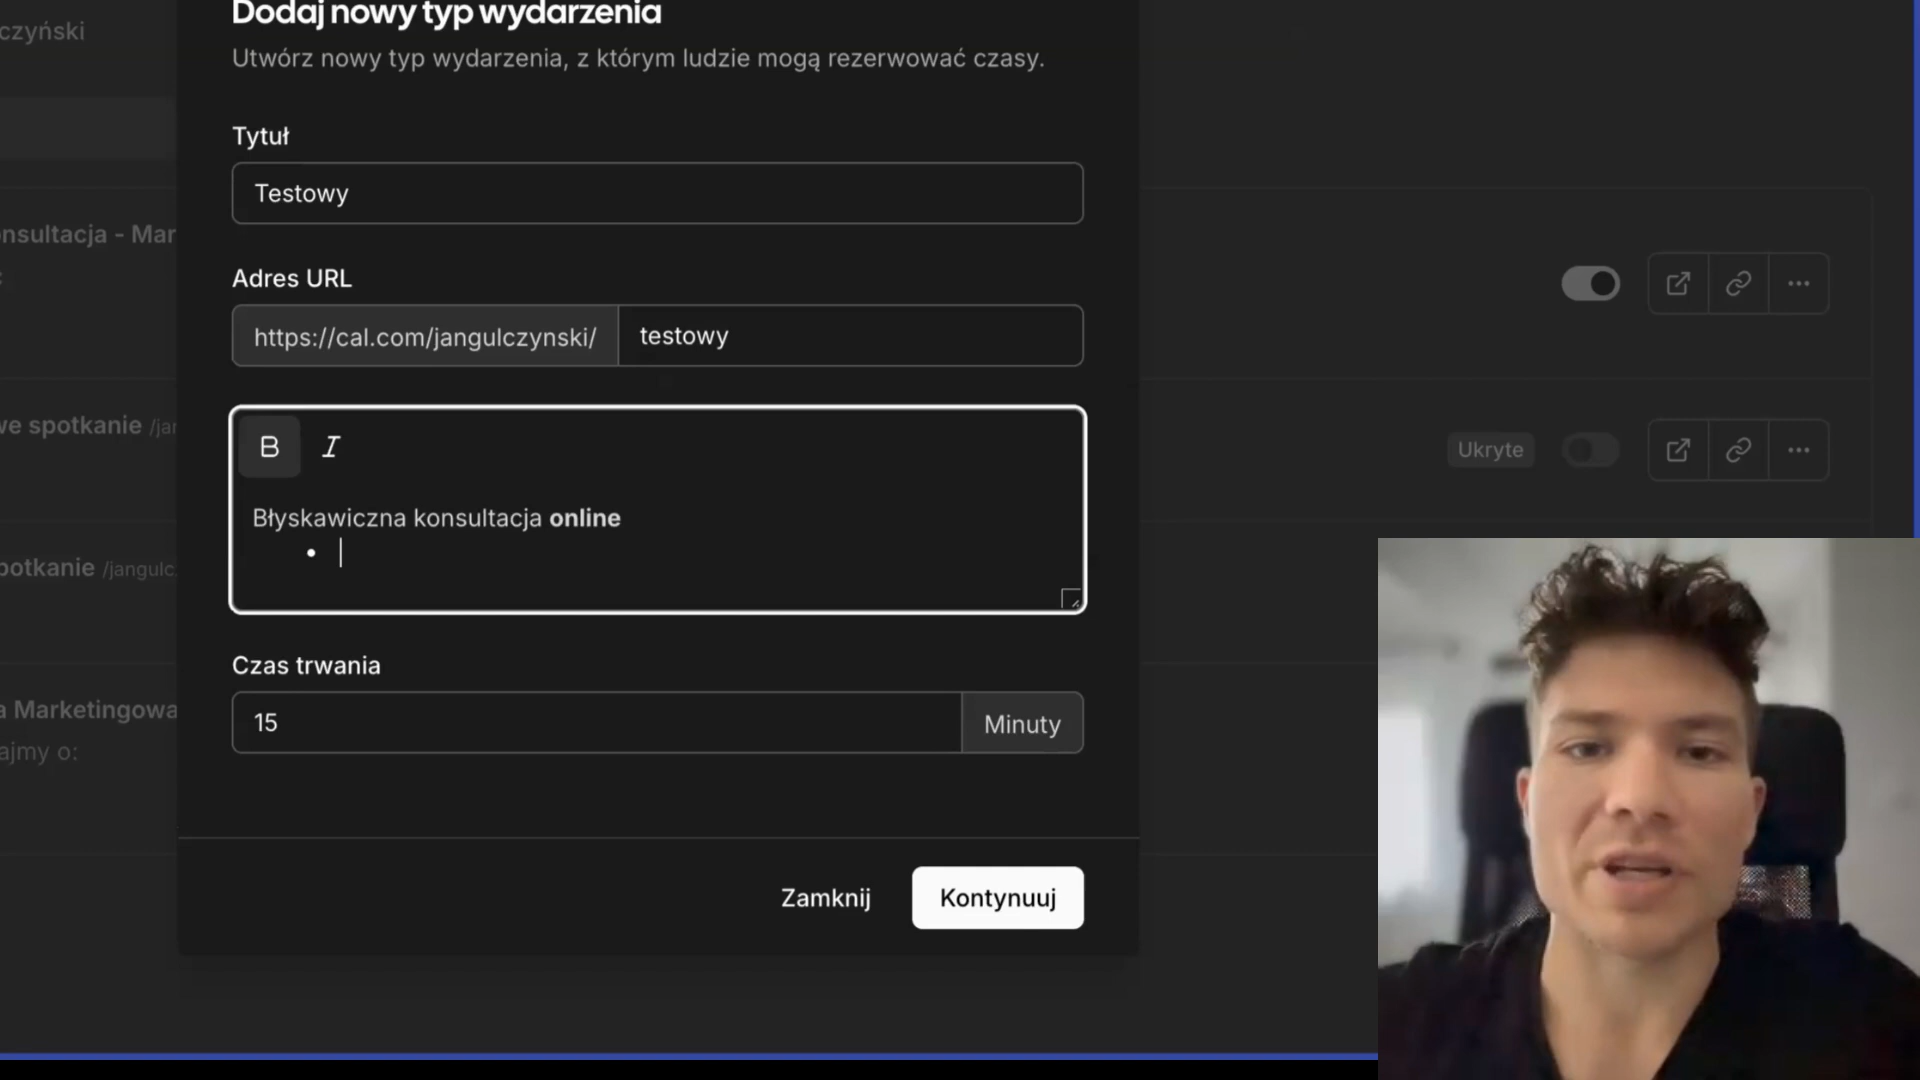 Dodaj nowy typ wydarzenia
czyński
Utwórz nowy typ wydarzenia, z którym ludzie mogą rezerwować czasy.
Tytuł
Testowy
nsultacja - Mar
Adres URL
https://cal.com/jangulczynski/ testowy
B I
we spotkanie /jan
Ukryte
Błyskawiczna konsultacja online
•
potkanie /jangulc
Czas trwania
a Marketingowa
15 Minuty
ajmy o:
Zamknij Kontynuuj